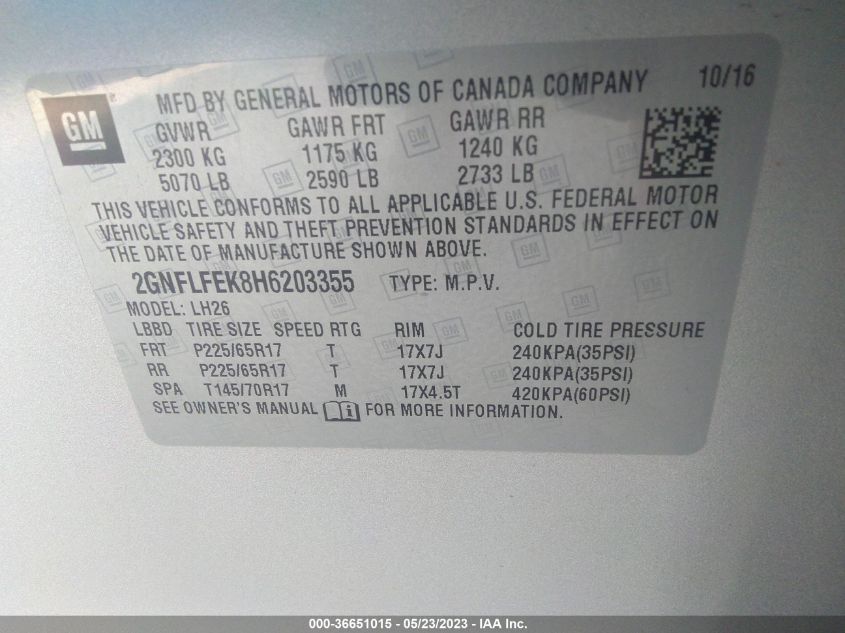 GM
MFD BY GENERAL MOTORS OF CANADA COMPANY 10/16
GVWR GAWR FRT GAWR RR
2300 KG 1175 KG 1240 KG
5070 LB 2590 LB 2733 LB
THIS VEHICLE CONFORMS TO ALL APPLICABLE U.S. FEDERAL MOTOR
VEHICLE SAFETY AND THEFT PREVENTION STANDARDS IN EFFECT ON
THE DATE OF MANUFACTURE SHOWN ABOVE.
2GNFLFEK8H6203355 TYPE: M.P.V.
MODEL: LH26
LBBD TIRE SIZE SPEED RTG RIM COLD TIRE PRESSURE
FRT P225/65R17 T 17X7J 240KPA(35PSI)
RR P225/65R17 T 17X7J 240KPA(35PSI)
SPA T145/70R17 M 17X4.5T 420KPA(60PSI)
SEE OWNER'S MANUAL i FOR MORE INFORMATION.
000-36651015 - 05/23/2023 - IAA Inc.